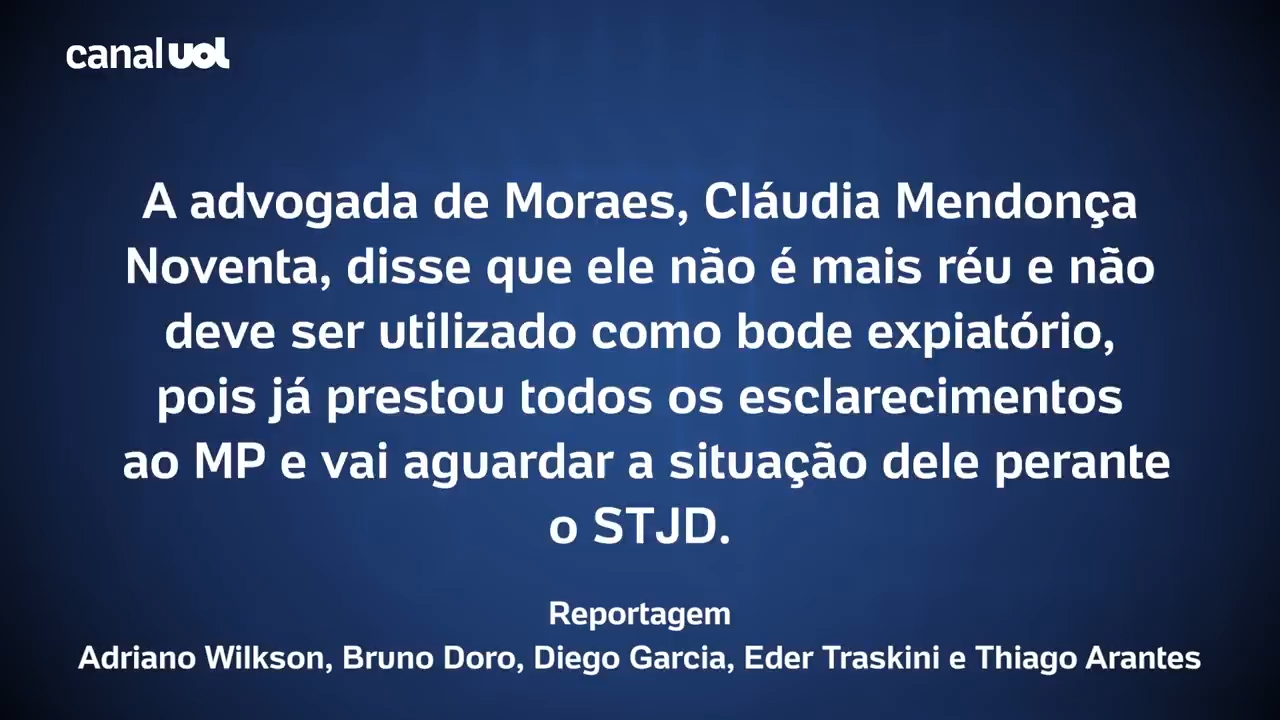 canal uol
A advogada de Moraes, Cláudia Mendonça
Noventa, disse que ele não é mais réu e não
deve ser utilizado como bode expiatório,
pois já prestou todos os esclarecimentos
ao MP e vai aguardar a situação dele perante
o STJD.
Reportagem
Adriano Wilkson, Bruno Doro, Diego Garcia, Eder Traskini e Thiago Arantes